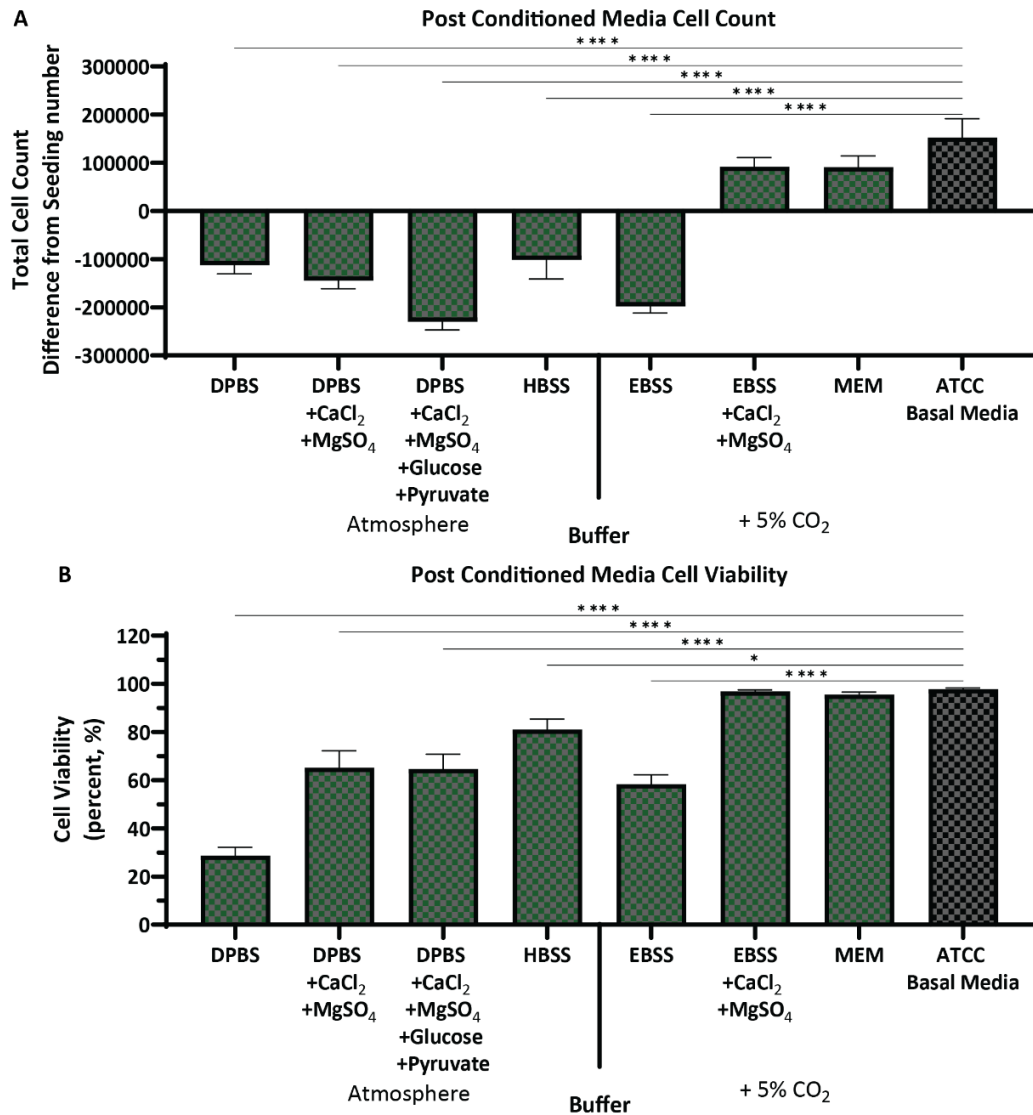 A
Post Conditioned Media Cell Count
****
****
****
****
****
Total Cell Count
Difference from Seeding number
300000
200000
100000
0
-100000
-200000
-300000
DPBS
DPBS
+CaCl2
+MgSO4
DPBS
+CaCl2
+MgSO4
+Glucose
+Pyruvate
HBSS
EBSS
EBSS
+CaCl2
+MgSO4
MEM
ATCC
Basal Media
Atmosphere
Buffer
+ 5% CO2
B
Post Conditioned Media Cell Viability
****
****
****
*
****
Cell Viability
(percent, %)
120
100
80
60
40
20
0
DPBS
DPBS
+CaCl2
+MgSO4
DPBS
+CaCl2
+MgSO4
+Glucose
+Pyruvate
HBSS
EBSS
EBSS
+CaCl2
+MgSO4
MEM
ATCC
Basal Media
Atmosphere
Buffer
+ 5% CO2